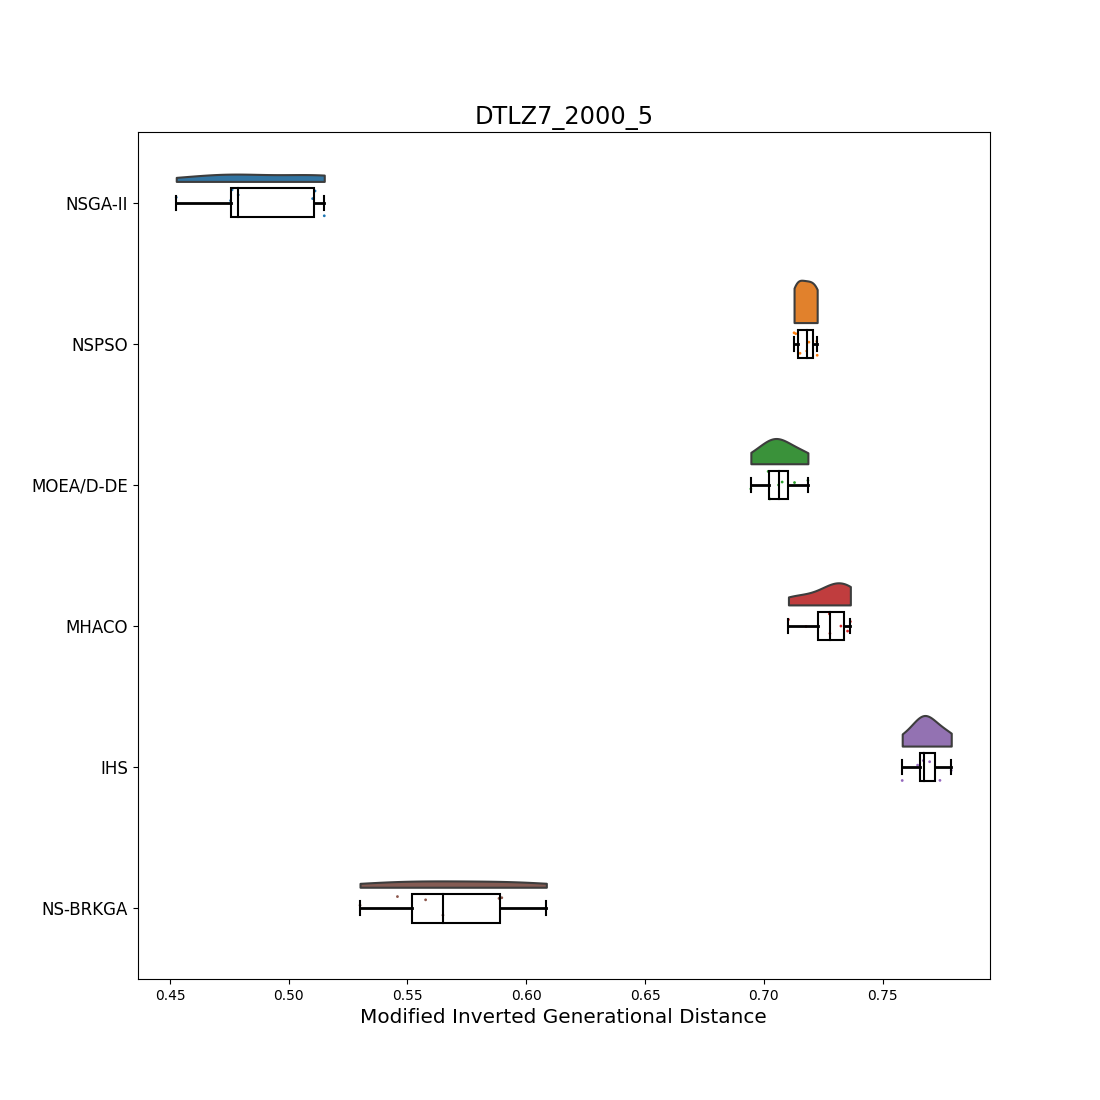 DTLZ7_2000_5
NSGA-II
NSPSO
MOEA/D-DE
MHACO
IHS
NS-BRKGA
0.45 0.50 0.55 0.60 0.65 0.70 0.75
Modified Inverted Generational Distance